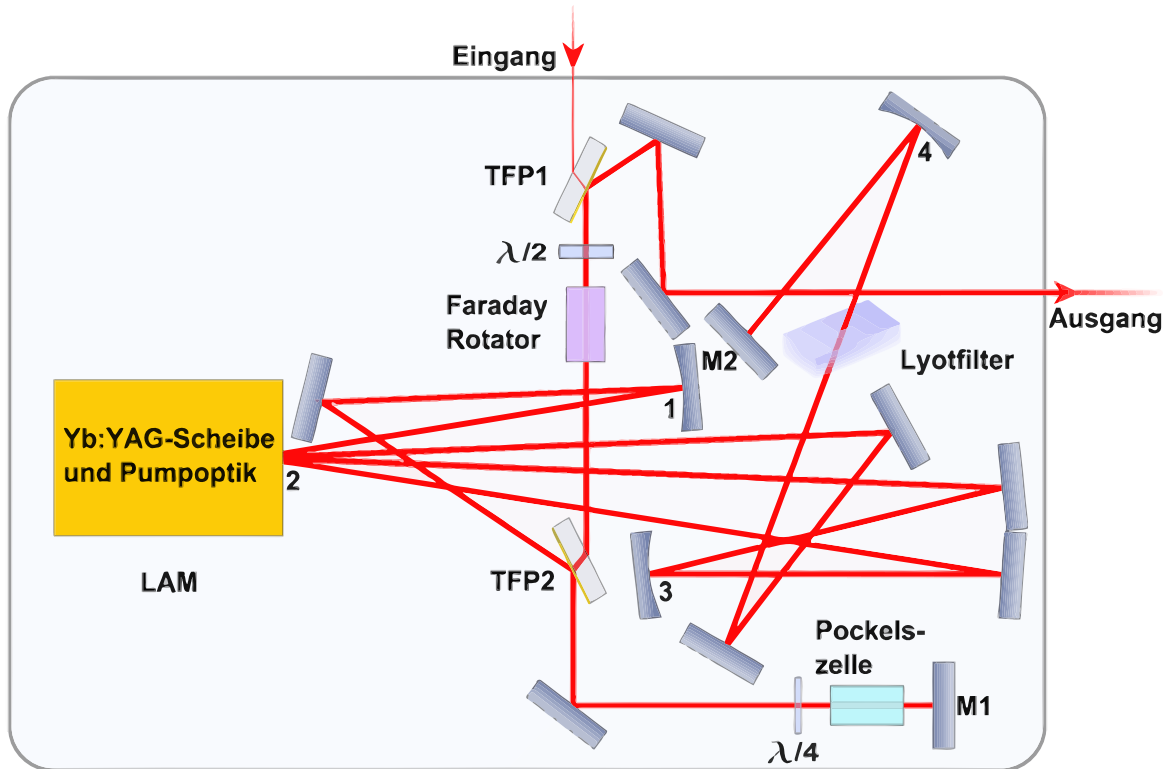 Eingang
TFP1
4
λ/2
Faraday
Rotator
Ausgang
M2
Lyotfilter
1
Yb:YAG-Scheibe
und Pumpoptik
2
LAM
TFP2
3
Pockels-
zelle
M1
λ/4